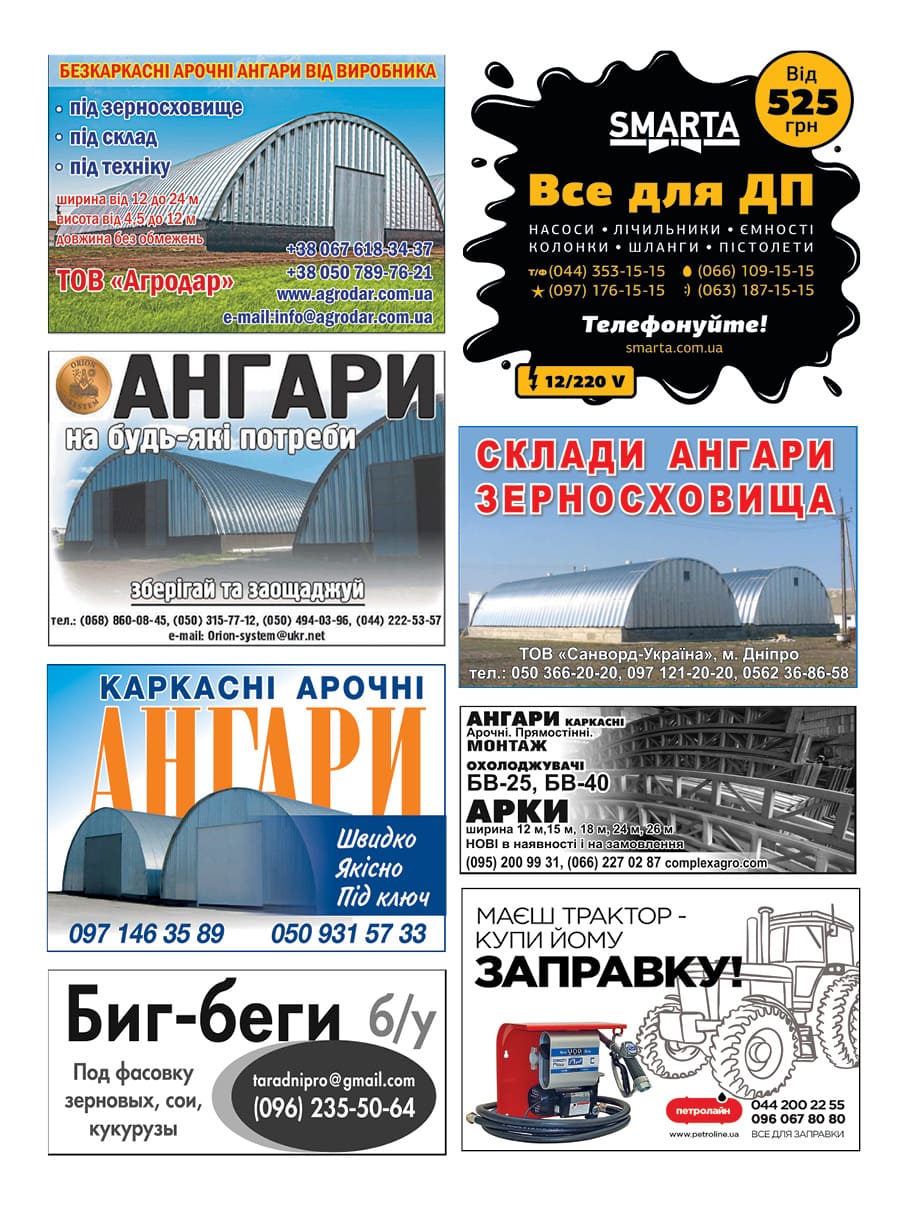 БЕЗКАРКАСНІ АРОЧНІ АНГАРИ ВІД ВИРОБНИКА
• під зерносховище
• під склад
• під техніку
ширина від 12 до 24 м
висота від 4,5 до 12 м
довжина без обмежень
ТОВ «Агродар»
+38 067 618-34-37
+38 050 789-76-21
www.agrodar.com.ua
e-mail:info@agrodar.com.ua
ORION
SYSTEM
АНГАРИ
на будь-які потреби
зберігай та заощаджуй
тел.: (068) 860-08-45, (050) 315-77-12, (050) 494-03-96, (044) 222-53-57
e-mail: Orion-system@ukr.net
КАРКАСНІ АРОЧНІ
АНГАРИ
Швидко
Якісно
Під ключ
097 146 35 89 050 931 57 33
Биг-беги б/у
Под фасовку
зерновых, сои,
кукурузы
taradnipro@gmail.com
(096) 235-50-64
Від
525
грн
SMARTA
Все для ДП
НАСОСИ • ЛІЧИЛЬНИКИ • ЄМНОСТІ
КОЛОНКИ • ШЛАНГИ • ПІСТОЛЕТИ
Т/Ф (044) 353-15-15 (066) 109-15-15
★ (097) 176-15-15 :) (063) 187-15-15
Телефонуйте!
smarta.com.ua
12/220 V
СКЛАДИ АНГАРИ
ЗЕРНОСХОВИЩА
ТОВ «Санворд-Україна», м. Дніпро
тел.: 050 366-20-20, 097 121-20-20, 0562 36-86-58
АНГАРИ КАРКАСНІ
Арочні. Прямостінні.
МОНТАЖ
ОХОЛОДЖУВАЧІ
БВ-25, БВ-40
АРКИ
ширина 12 м,15 м, 18 м, 24 м, 26 м
НОВІ в наявності і на замовлення
(095) 200 99 31, (066) 227 02 87 complexagro.com
МАЄШ ТРАКТОР -
КУПИ ЙОМУ
ЗАПРАВКУ!
петролайн
www.petroline.ua
044 200 22 55
096 067 80 80
ВСЕ ДЛЯ ЗАПРАВКИ